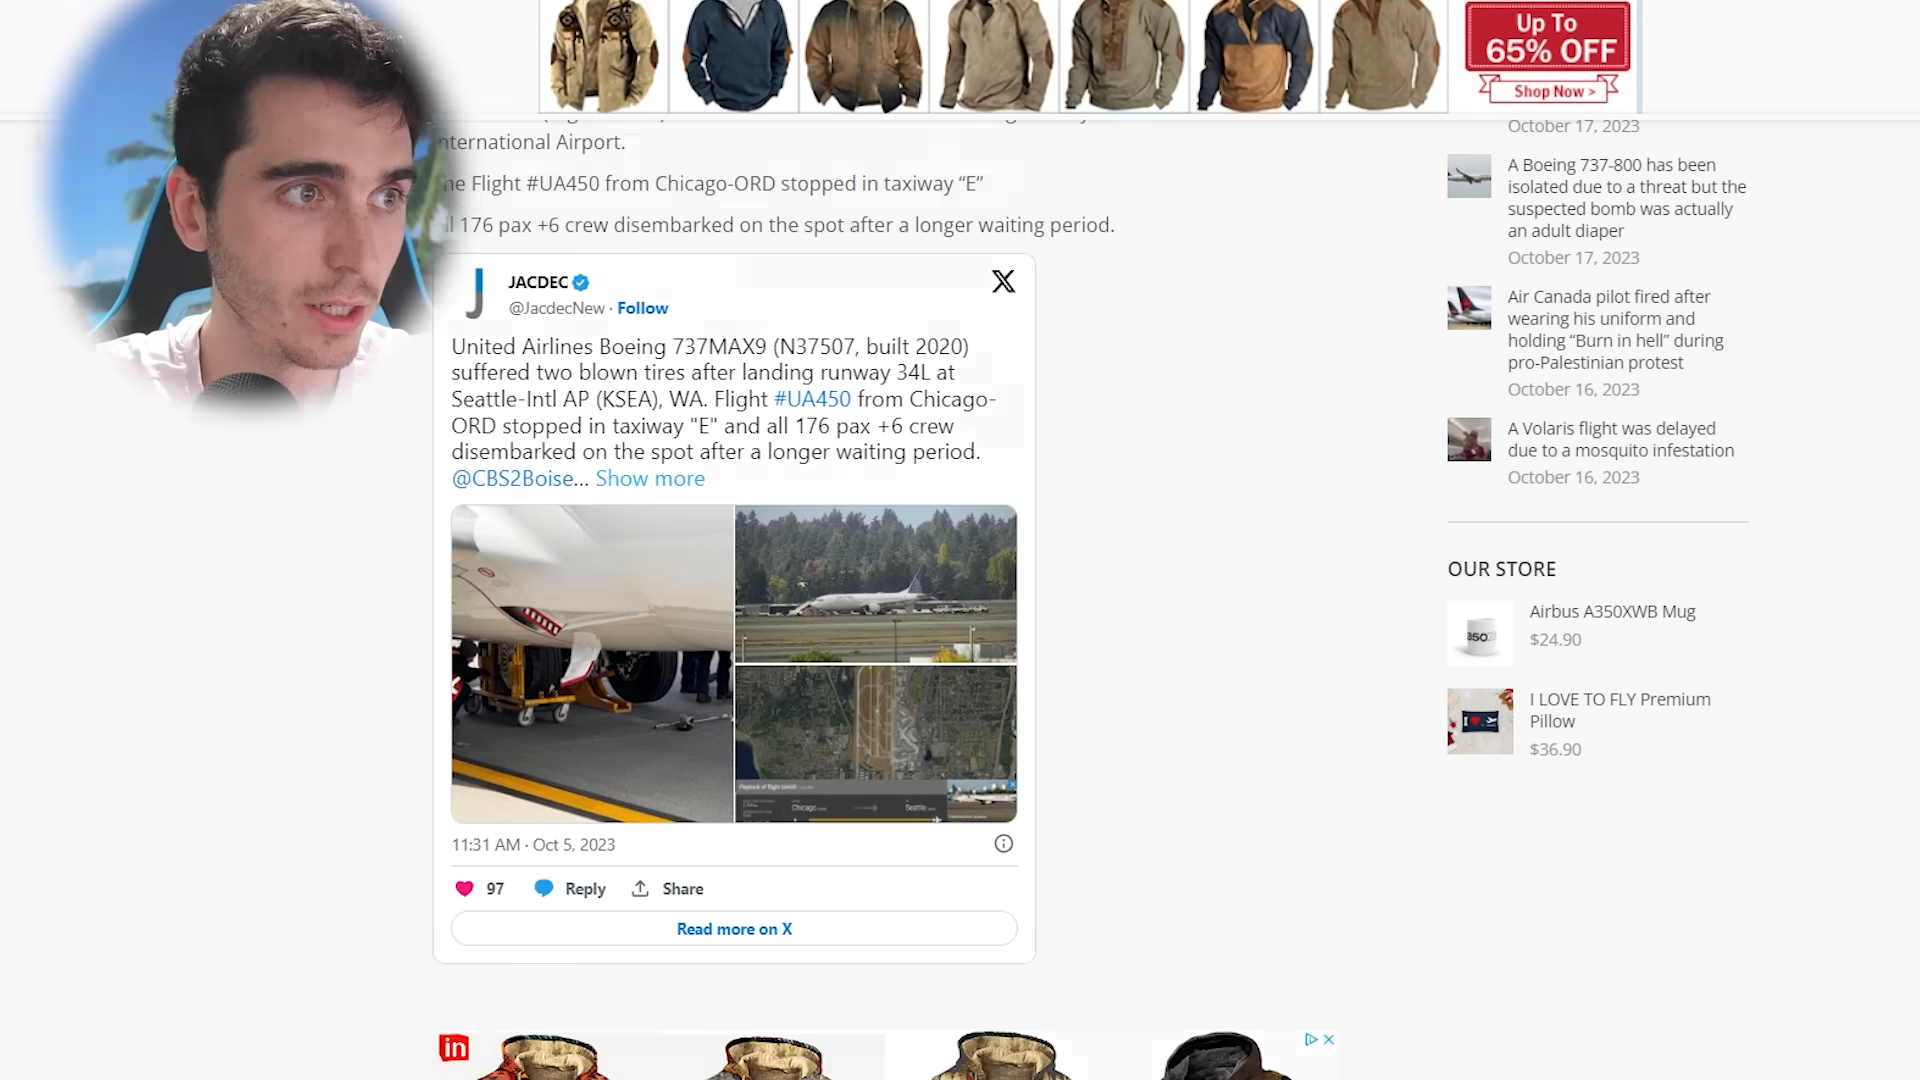 Up To
65% OFF
Shop Now >
nternational Airport.
he Flight #UA450 from Chicago-ORD stopped in taxiway “E”
ll 176 pax +6 crew disembarked on the spot after a longer waiting period.
JACDEC
@JacdecNew · Follow
United Airlines Boeing 737MAX9 (N37507, built 2020)
suffered two blown tires after landing runway 34L at
Seattle-Intl AP (KSEA), WA. Flight #UA450 from Chicago-
ORD stopped in taxiway "E" and all 176 pax +6 crew
disembarked on the spot after a longer waiting period.
@CBS2Boise... Show more
Playback of flight UA450
Chicago
Seattle
11:31 AM · Oct 5, 2023
97 Reply Share
Read more on X
in
October 17, 2023
A Boeing 737-800 has been
isolated due to a threat but the
suspected bomb was actually
an adult diaper
October 17, 2023
Air Canada pilot fired after
wearing his uniform and
holding “Burn in hell” during
pro-Palestinian protest
October 16, 2023
A Volaris flight was delayed
due to a mosquito infestation
October 16, 2023
OUR STORE
Airbus A350XWB Mug
$24.90
I LOVE TO FLY Premium
Pillow
$36.90